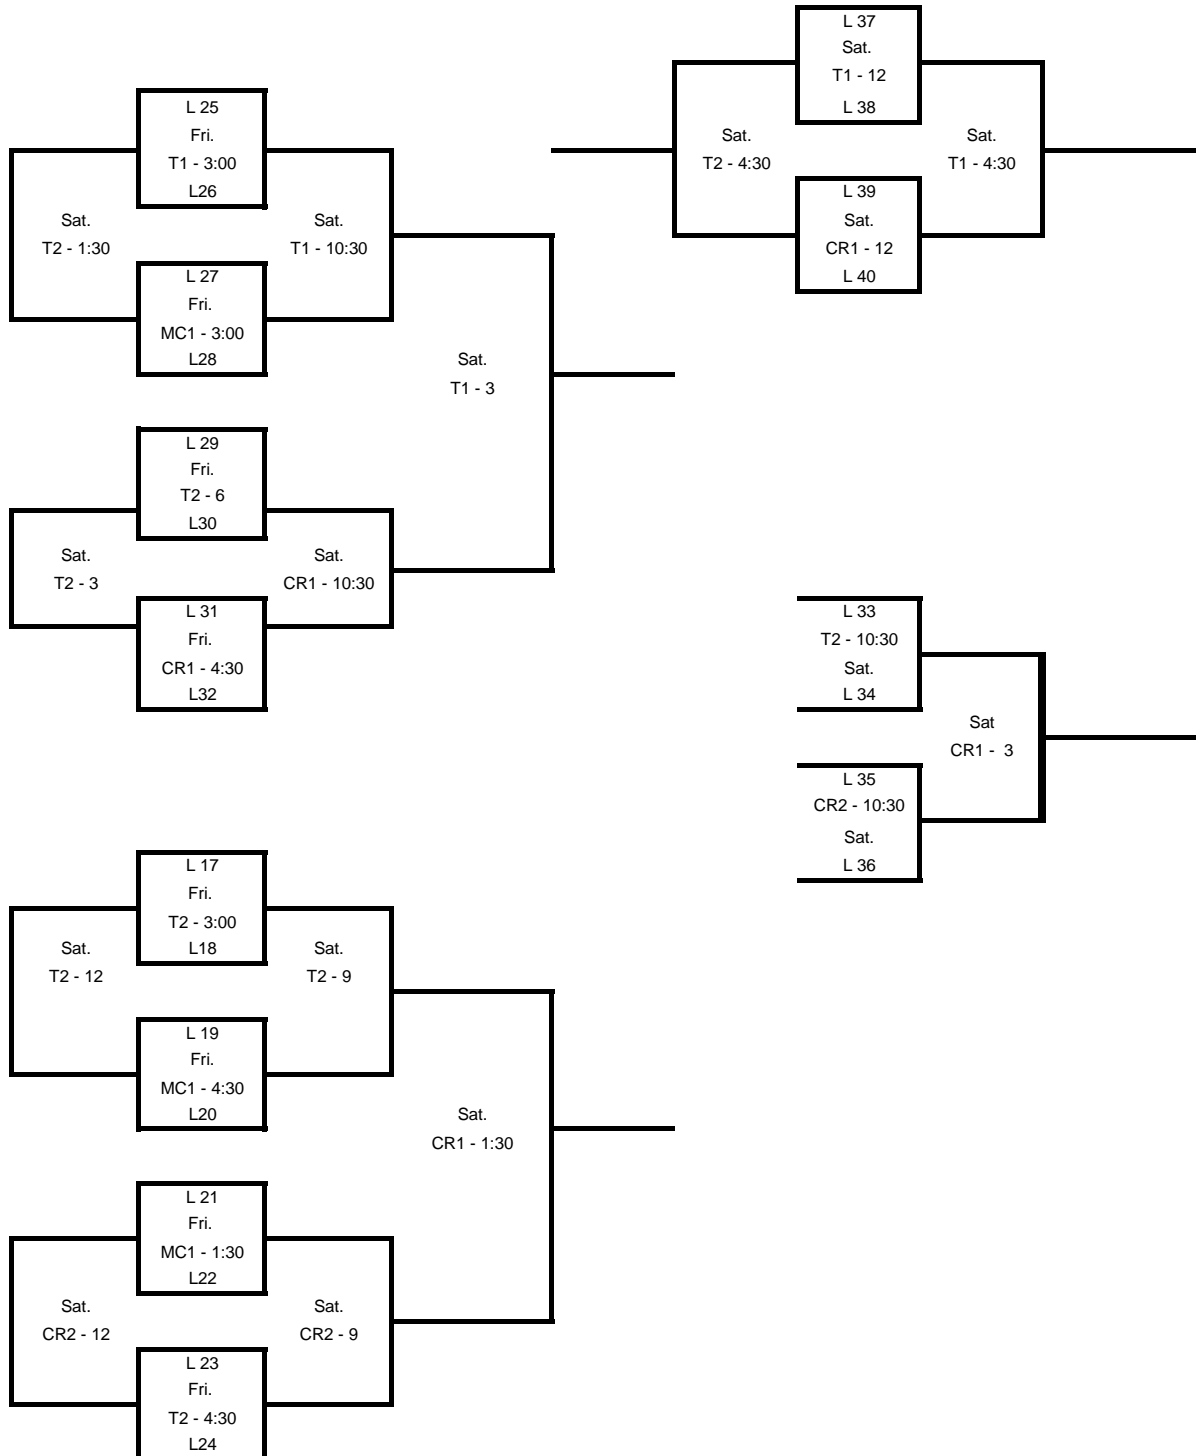 L 37
Sat.
T1 - 12
L 38
Sat.
T2 - 4:30
Sat.
T1 - 4:30
L 39
Sat.
CR1 - 12
L 40
L 25
Fri.
T1 - 3:00
L26
Sat.
T2 - 1:30
Sat.
T1 - 10:30
L 27
Fri.
MC1 - 3:00
L28
Sat.
T1 - 3
L 29
Fri.
T2 - 6
L30
Sat.
T2 - 3
Sat.
CR1 - 10:30
L 31
Fri.
CR1 - 4:30
L32
L 33
T2 - 10:30
Sat.
L 34
Sat
CR1 - 3
L 35
CR2 - 10:30
Sat.
L 36
L 17
Fri.
T2 - 3:00
L18
Sat.
T2 - 12
Sat.
T2 - 9
L 19
Fri.
MC1 - 4:30
L20
Sat.
CR1 - 1:30
L 21
Fri.
MC1 - 1:30
L22
Sat.
CR2 - 12
Sat.
CR2 - 9
L 23
Fri.
T2 - 4:30
L24